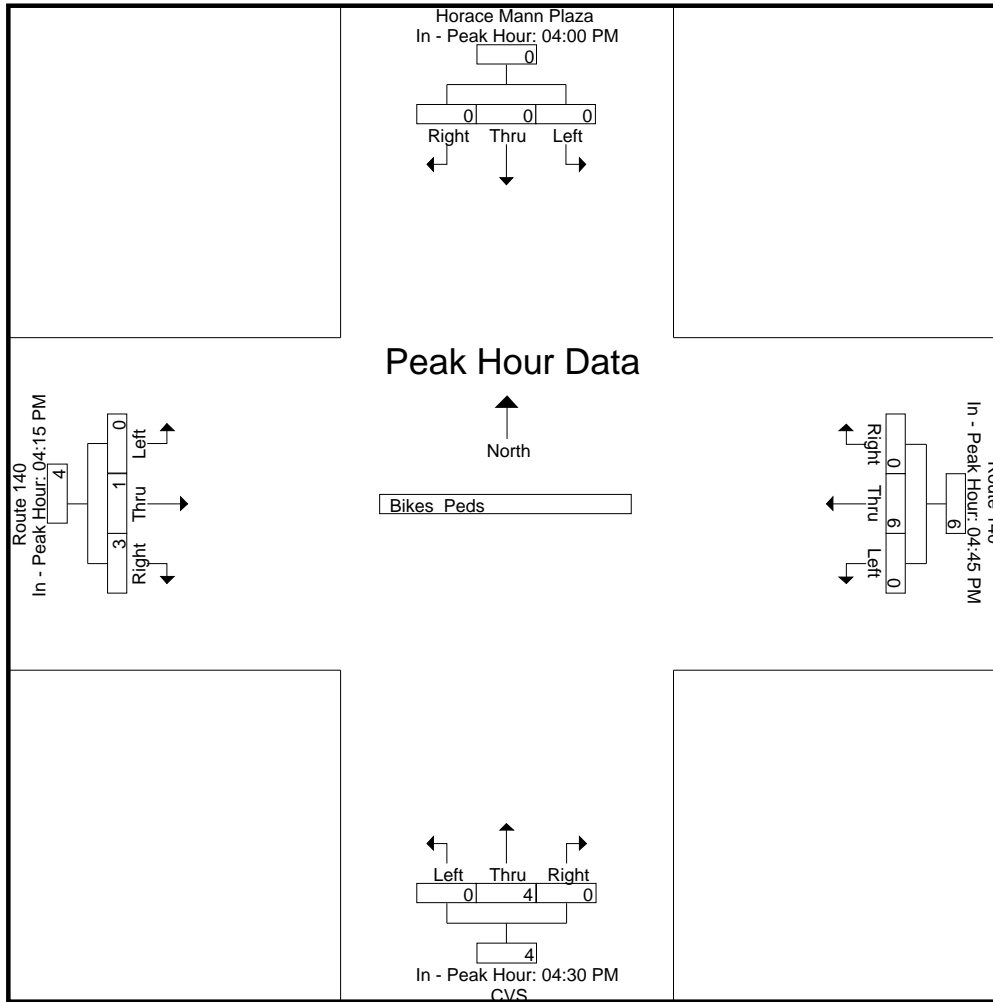 Horace Mann Plaza
In - Peak Hour: 04:00 PM
0
0 0 0
Right Thru Left
Peak Hour Data
North
Bikes Peds
Route 140
In - Peak Hour: 04:15 PM
4
0 1 3
Left Thru Right
Right Thru Left
0 6 0
6
In - Peak Hour: 04:45 PM
Route 140
Left Thru Right
0 4 0
4
In - Peak Hour: 04:30 PM
CVS